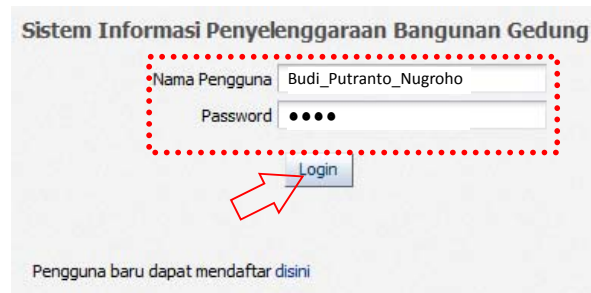 Sistem Informasi Penyelenggaraan Bangunan Gedung
Nama Pengguna Budi_Putranto_Nugroho
Password ●●●●
Login
Pengguna baru dapat mendaftar disini